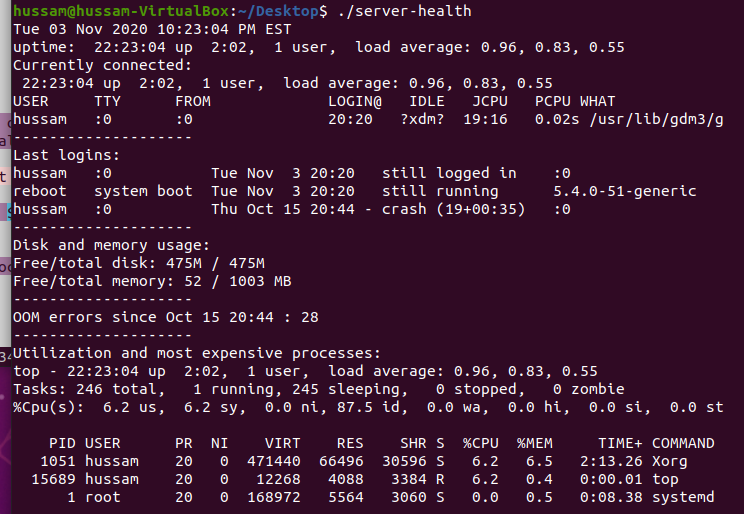 hussam@hussam-VirtualBox:~/Desktop$ ./server-health
Tue 03 Nov 2020 10:23:04 PM EST
uptime:  22:23:04 up  2:02,  1 user,  load average: 0.96, 0.83, 0.55
Currently connected:
 22:23:04 up  2:02,  1 user,  load average: 0.96, 0.83, 0.55
USER     TTY      FROM             LOGIN@   IDLE   JCPU   PCPU WHAT
hussam   :0       :0               20:20   ?xdm?  19:16   0.02s /usr/lib/gdm3/g
--------------------
Last logins:
hussam   :0           Tue Nov  3 20:20   still logged in    :0
reboot   system boot  Tue Nov  3 20:20   still running      5.4.0-51-generic
hussam   :0           Thu Oct 15 20:44 - crash (19+00:35)   :0
--------------------
Disk and memory usage:
Free/total disk: 475M / 475M
Free/total memory: 52 / 1003 MB
--------------------
OOM errors since Oct 15 20:44 : 28
--------------------
Utilization and most expensive processes:
top - 22:23:04 up  2:02,  1 user,  load average: 0.96, 0.83, 0.55
Tasks: 246 total,   1 running, 245 sleeping,   0 stopped,   0 zombie
%Cpu(s):  6.2 us,  6.2 sy,  0.0 ni, 87.5 id,  0.0 wa,  0.0 hi,  0.0 si,  0.0 st
    PID USER      PR  NI    VIRT    RES    SHR S  %CPU  %MEM     TIME+ COMMAND
   1051 hussam    20   0  471440  66496  30596 S   6.2   6.5   2:13.26 Xorg
  15689 hussam    20   0   12268   4088   3384 R   6.2   0.4   0:00.01 top
      1 root      20   0  168972   5564   3060 S   0.0   0.5   0:08.38 systemd